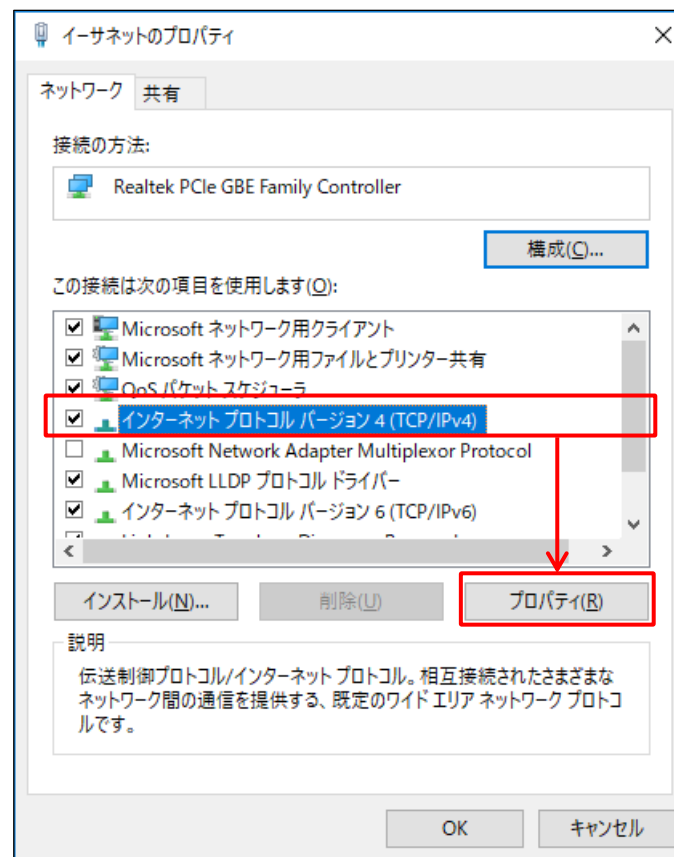 イーサネットのプロパティ
ネットワーク 共有
接続の方法:
Realtek PCIe GBE Family Controller
構成(C)...
この接続は次の項目を使用します(O):
Microsoft ネットワーク用クライアント
Microsoft ネットワーク用ファイルとプリンター共有
QoS パケット スケジューラ
インターネット プロトコル バージョン 4 (TCP/IPv4)
Microsoft Network Adapter Multiplexor Protocol
Microsoft LLDP プロトコル ドライバー
インターネット プロトコル バージョン 6 (TCP/IPv6)
インストール(N)... 削除(U) プロパティ(R)
説明
伝送制御プロトコル/インターネット プロトコル。相互接続されたさまざまな
ネットワーク間の通信を提供する、既定のワイド エリア ネットワーク プロトコ
ルです。
OK キャンセル